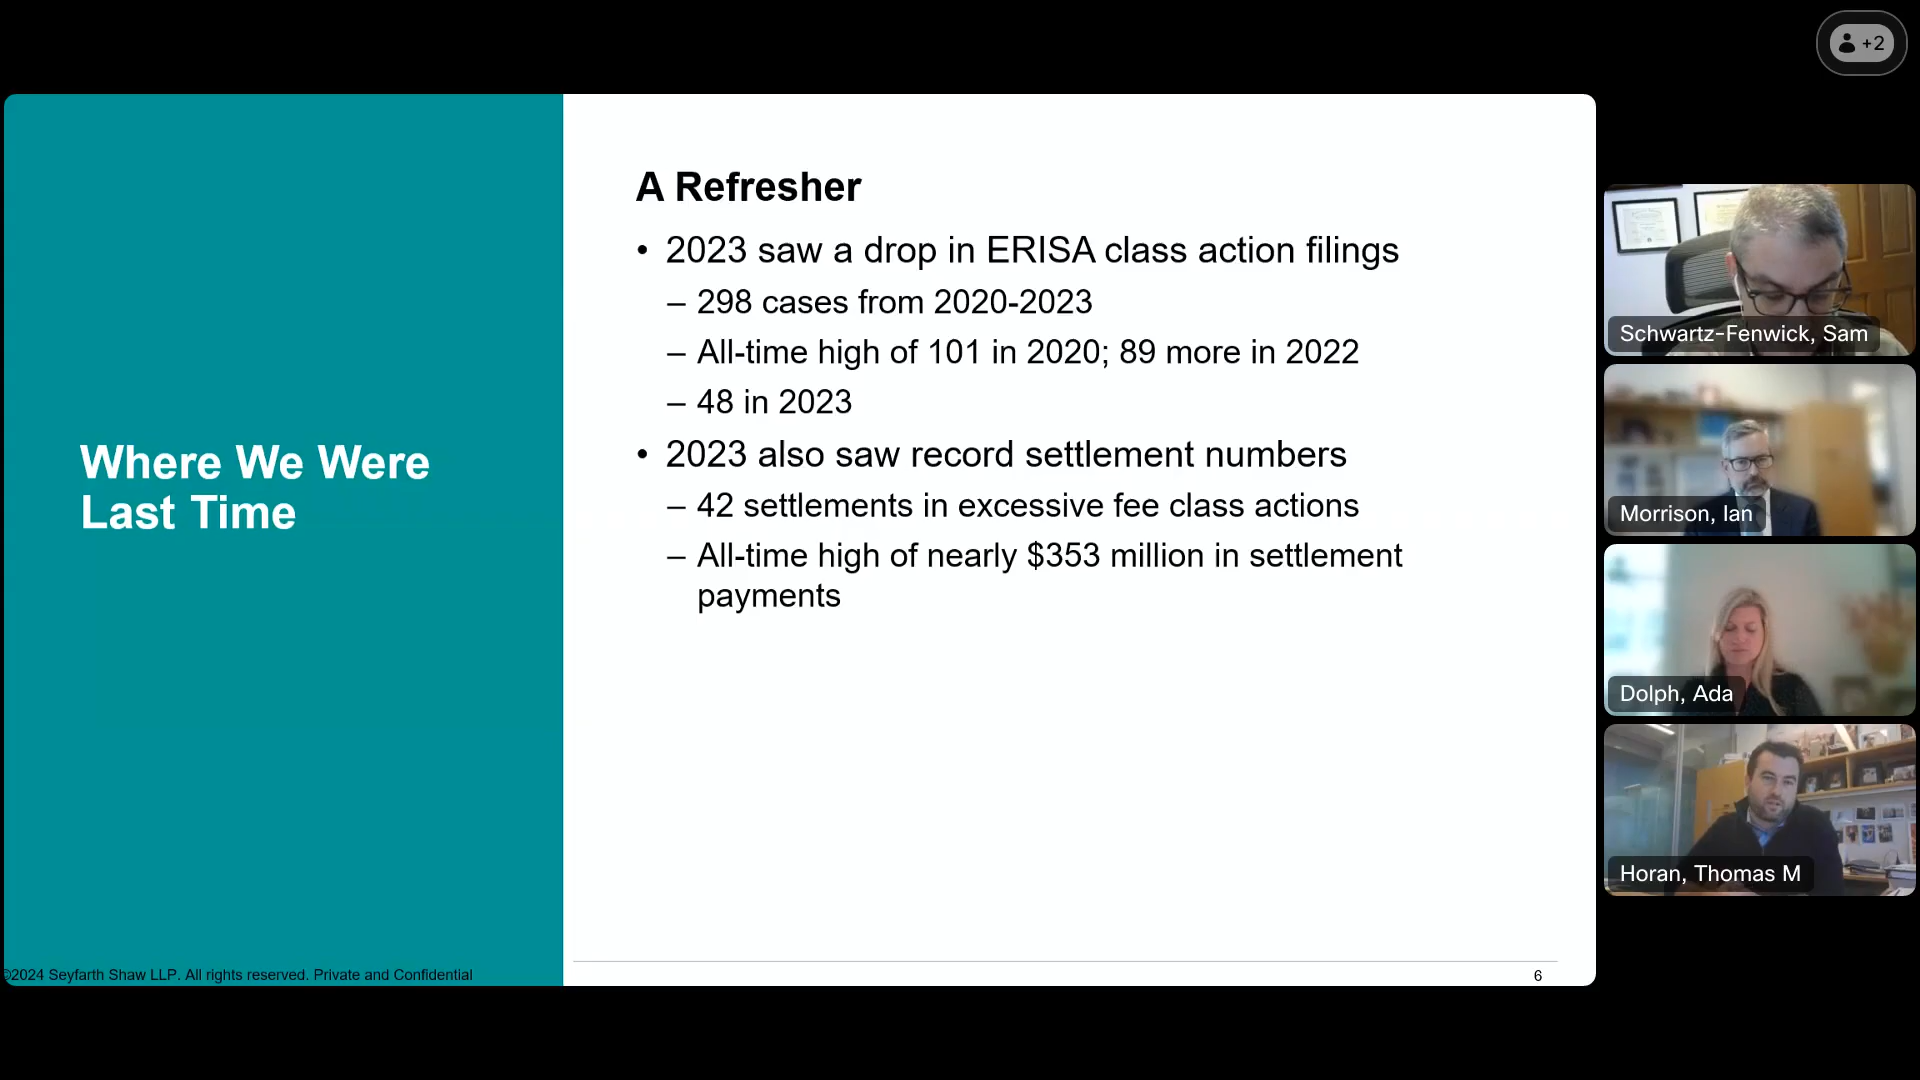 +2
Where We Were
Last Time
A Refresher
• 2023 saw a drop in ERISA class action filings
– 298 cases from 2020-2023
– All-time high of 101 in 2020; 89 more in 2022
– 48 in 2023
• 2023 also saw record settlement numbers
– 42 settlements in excessive fee class actions
– All-time high of nearly $353 million in settlement
payments
©2024 Seyfarth Shaw LLP. All rights reserved. Private and Confidential
6
Schwartz-Fenwick, Sam
Morrison, Ian
Dolph, Ada
Horan, Thomas M